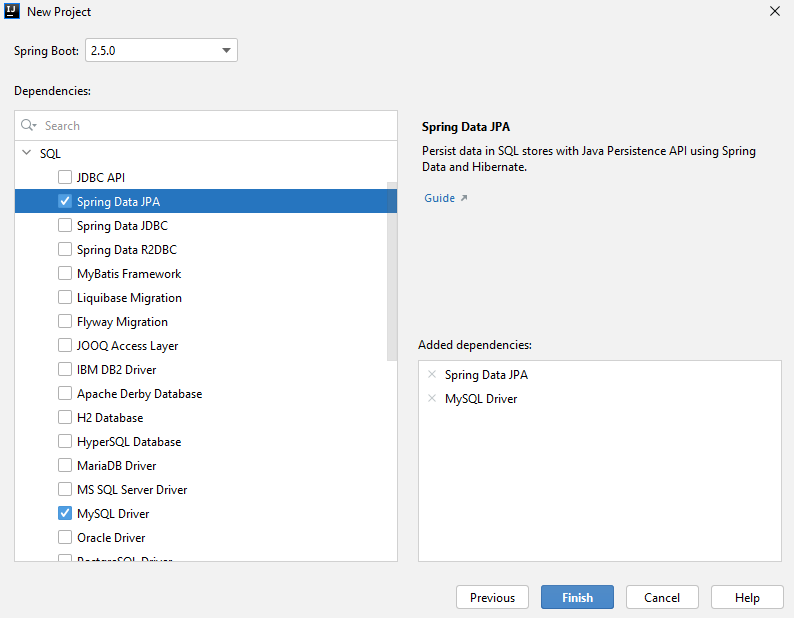 IJ
New Project
Spring Boot: 2.5.0
Dependencies:
Search
SQL
JDBC API
Spring Data JPA
Spring Data JDBC
Spring Data R2DBC
MyBatis Framework
Liquibase Migration
Flyway Migration
JOOQ Access Layer
IBM DB2 Driver
Apache Derby Database
H2 Database
HyperSQL Database
MariaDB Driver
MS SQL Server Driver
MySQL Driver
Oracle Driver
PostgreSQL Driver
Spring Data JPA
Persist data in SQL stores with Java Persistence API using Spring
Data and Hibernate.
Guide
Added dependencies:
Spring Data JPA
MySQL Driver
Previous Finish Cancel Help